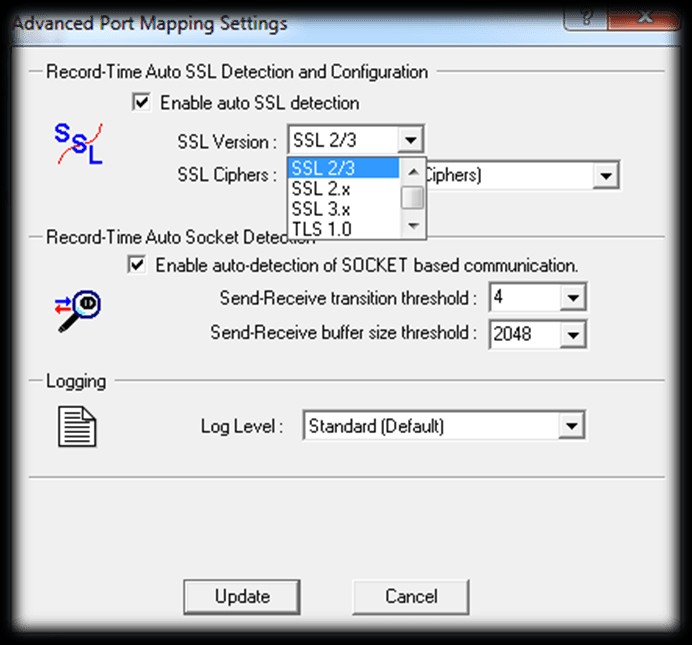 Advanced Port Mapping Settings
Record-Time Auto SSL Detection and Configuration
Enable auto SSL detection
SSL
SSL Version : SSL 2/3
SSL Ciphers : Ciphers)
SSL 2/3
SSL 2.x
SSL 3.x
TLS 1.0
Record-Time Auto Socket
Enable auto-detection of SOCKET based communication.
Send-Receive transition threshold : 4
Send-Receive buffer size threshold : 2048
Logging
Log Level : Standard (Default)
Update Cancel